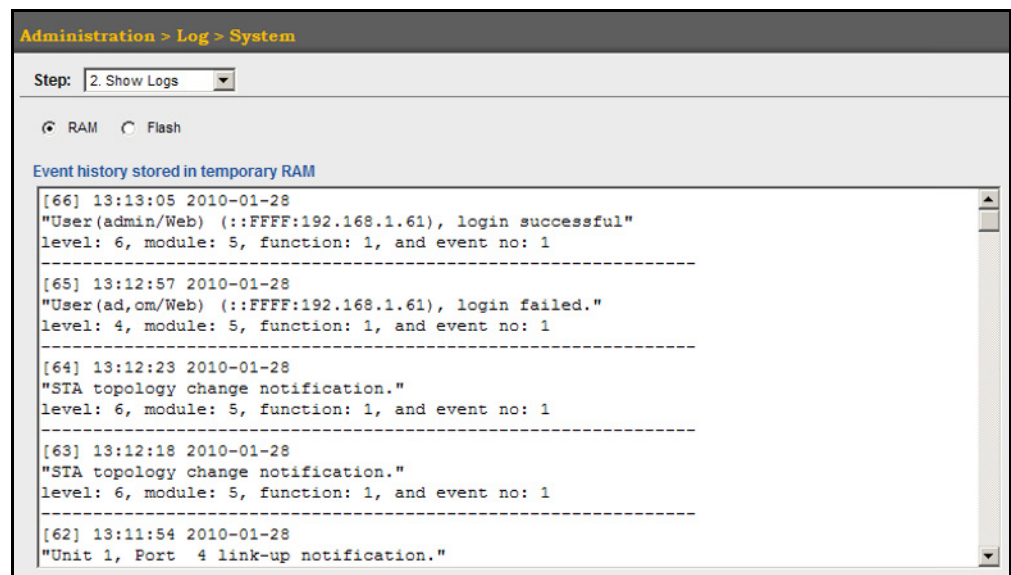 Administration > Log > System
Step: 2. Show Logs
RAM Flash
Event history stored in temporary RAM
[66] 13:13:05 2010-01-28
"User(admin/Web) (::FFFF:192.168.1.61), login successful"
level: 6, module: 5, function: 1, and event no: 1
------------------------------------------------------------------
[65] 13:12:57 2010-01-28
"User(ad,om/Web) (::FFFF:192.168.1.61), login failed."
level: 4, module: 5, function: 1, and event no: 1
------------------------------------------------------------------
[64] 13:12:23 2010-01-28
"STA topology change notification."
level: 6, module: 5, function: 1, and event no: 1
------------------------------------------------------------------
[63] 13:12:18 2010-01-28
"STA topology change notification."
level: 6, module: 5, function: 1, and event no: 1
------------------------------------------------------------------
[62] 13:11:54 2010-01-28
"Unit 1, Port  4 link-up notification."